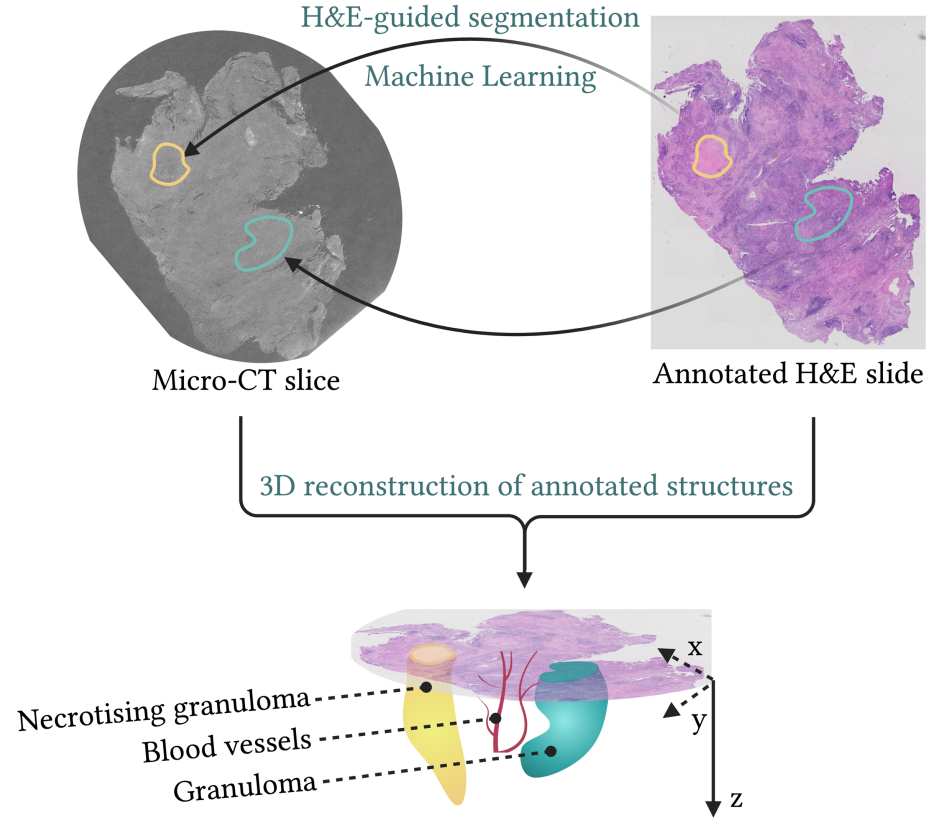 H&E-guided segmentation
Machine Learning
Micro-CT slice
Annotated H&E slide
3D reconstruction of annotated structures
x
y
z
Necrotising granuloma
Blood vessels
Granuloma